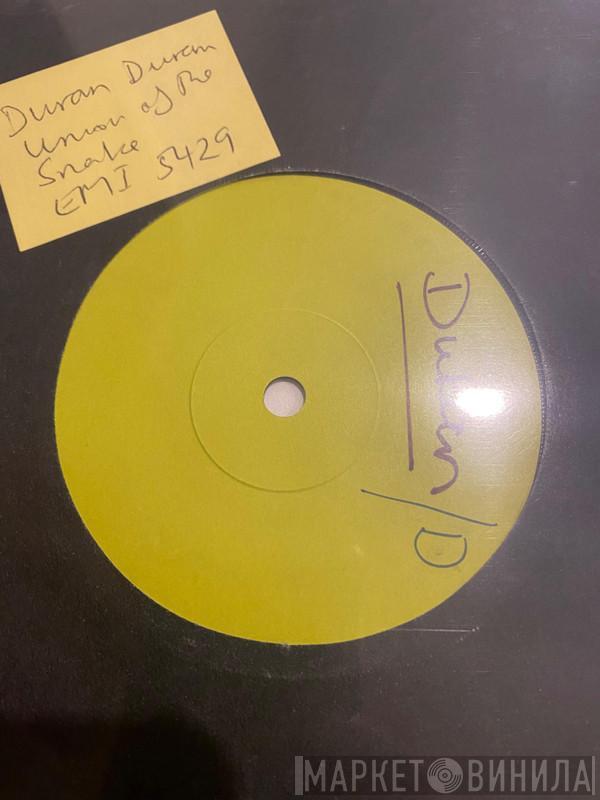 Duran Duran
Union of the
Snake
EMI 5429
Duran/D
МАРКЕТ ВИНИЛА